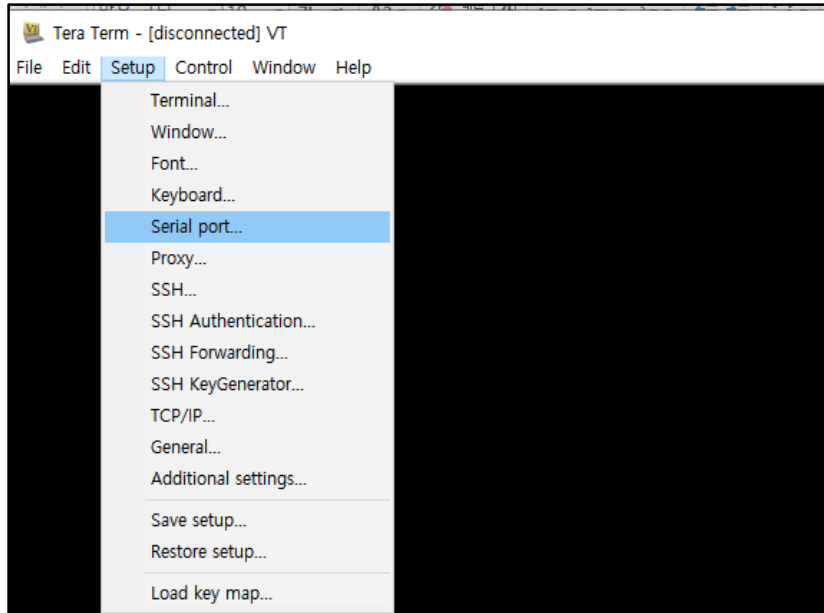 Tera Term - [disconnected] VT
File Edit Setup Control Window Help
Terminal...
Window...
Font...
Keyboard...
Serial port...
Proxy...
SSH...
SSH Authentication...
SSH Forwarding...
SSH KeyGenerator...
TCP/IP...
General...
Additional settings...
Save setup...
Restore setup...
Load key map...